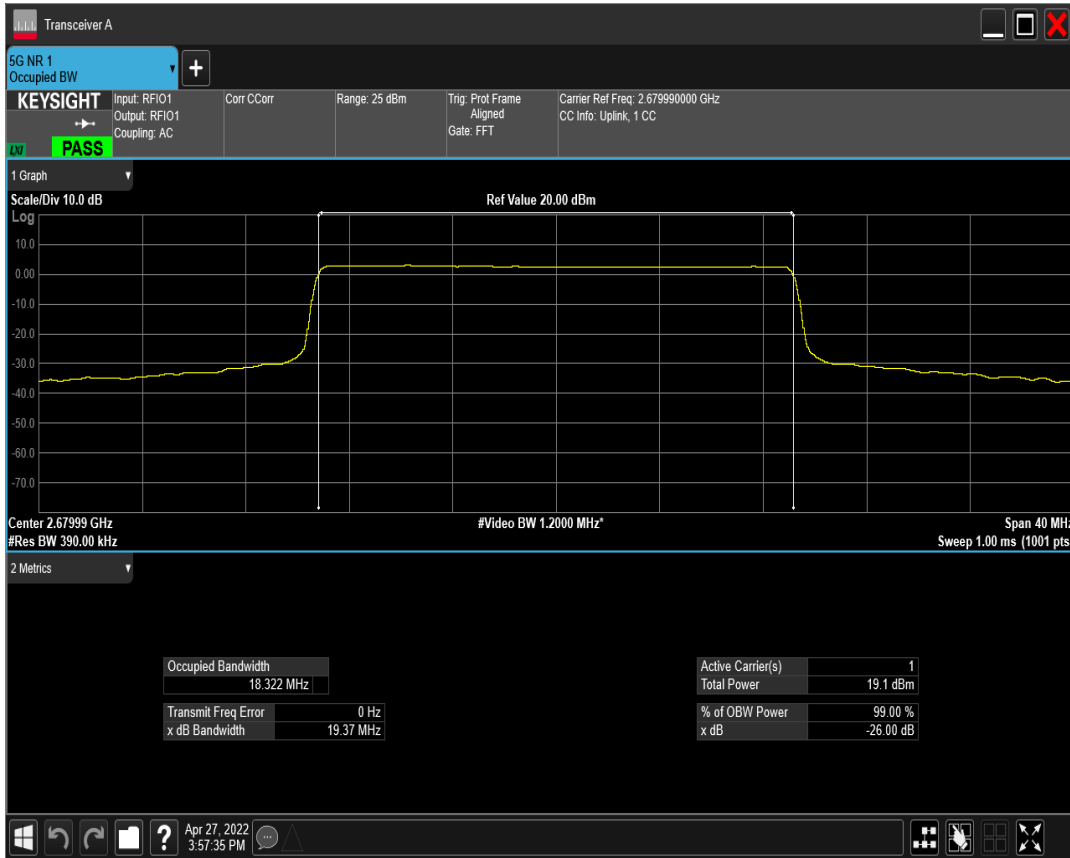 Transceiver A
5G NR 1
Occupied BW
KEYSIGHT
LXI
PASS
Input: RFIO1
Output: RFIO1
Coupling: AC
Corr CCorr
Range: 25 dBm
Trig: Prot Frame
Aligned
Gate: FFT
Carrier Ref Freq: 2.679990000 GHz
CC Info: Uplink, 1 CC
1 Graph
Scale/Div 10.0 dB
Ref Value 20.00 dBm
Log
10.0
0.00
-10.0
-20.0
-30.0
-40.0
-50.0
-60.0
-70.0
Center 2.67999 GHz
#Video BW 1.2000 MHz*
Span 40 MHz
#Res BW 390.00 kHz
Sweep 1.00 ms (1001 pts
2 Metrics
Occupied Bandwidth
18.322 MHz
Transmit Freq Error 0 Hz
x dB Bandwidth 19.37 MHz
Active Carrier(s) 1
Total Power 19.1 dBm
% of OBW Power 99.00 %
x dB -26.00 dB
?
Apr 27, 2022
3:57:35 PM